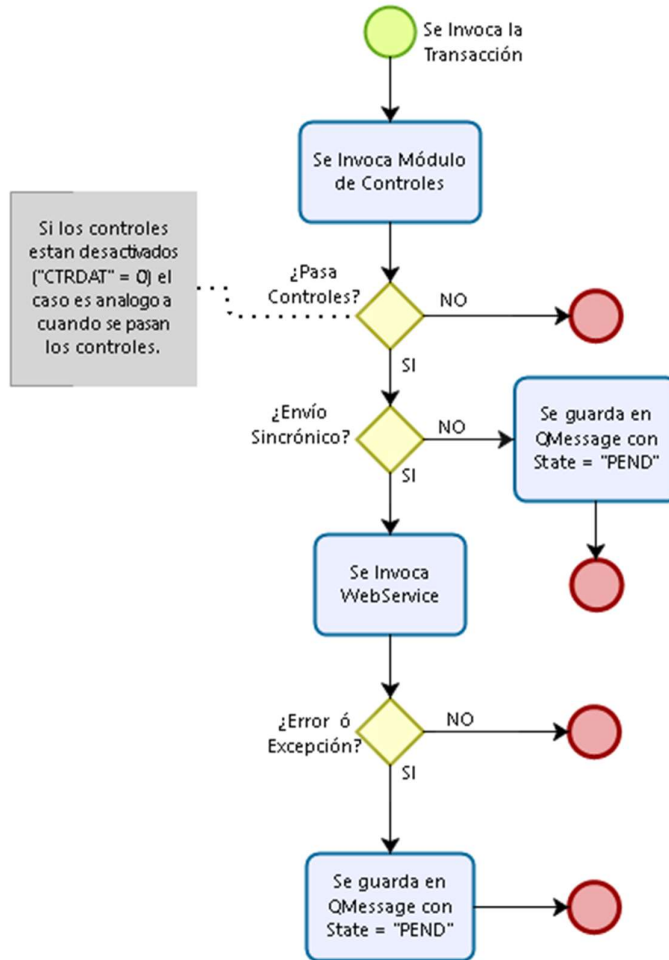 Se Invoca la
Transacción
Se Invoca Módulo
de Controles
Si los controles
estan desactivados
("CTRDAT" = 0) el
caso es analogo a
cuando se pasan
los controles.
¿Pasa
Controles?
NO
SI
¿Envío
Sincrónico?
NO
Se guarda en
QMessage con
State = "PEND"
SI
Se Invoca
WebService
¿Error ó
Excepción?
NO
SI
Se guarda en
QMessage con
State = "PEND"